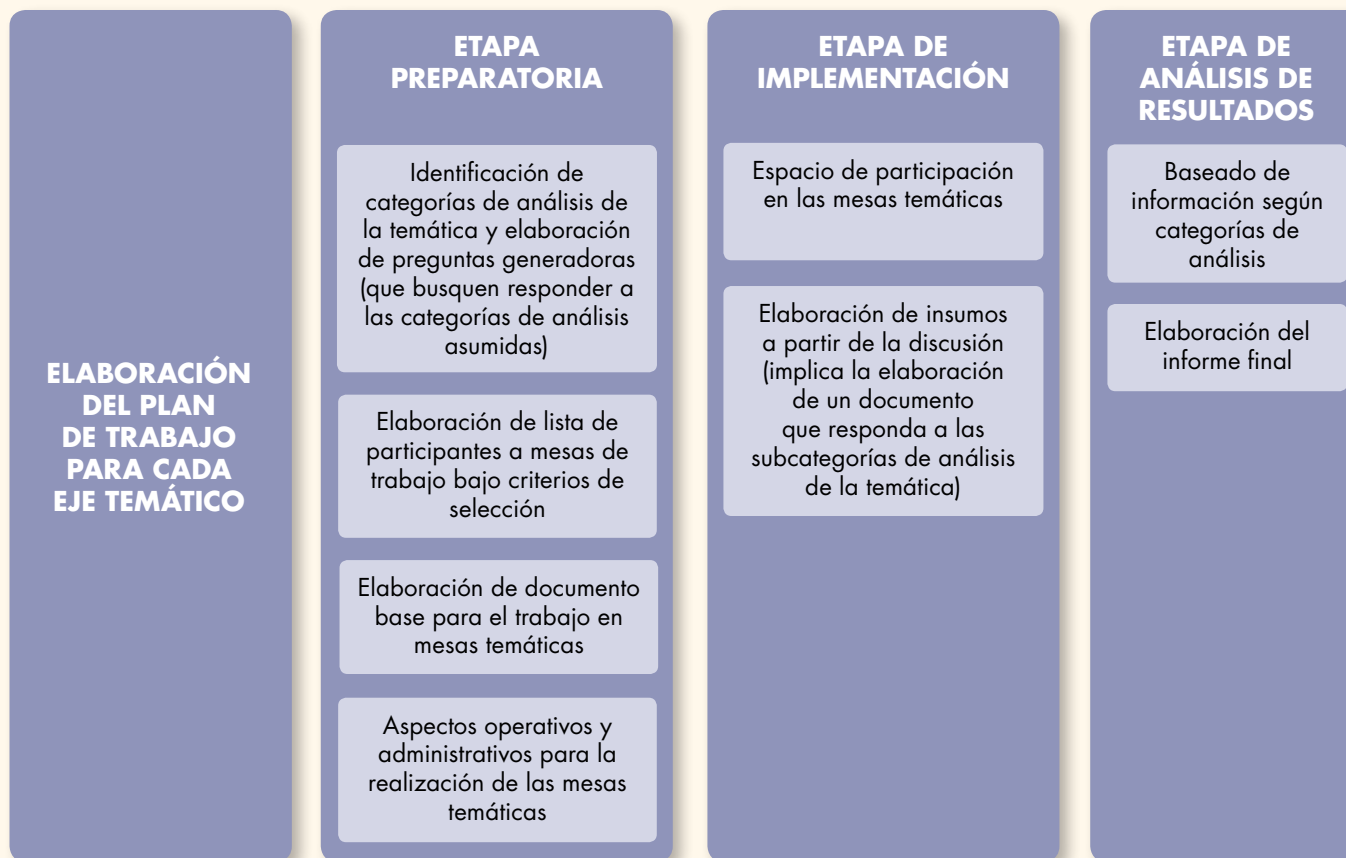 ELABORACIÓN
DEL PLAN
DE TRABAJO
PARA CADA
EJE TEMÁTICO
ETAPA
PREPARATORIA
Identificación de
categorías de análisis de
la temática y elaboración
de preguntas generadoras
(que busquen responder a
las categorías de análisis
asumidas)
Elaboración de lista de
participantes a mesas de
trabajo bajo criterios de
selección
Elaboración de documento
base para el trabajo en
mesas temáticas
Aspectos operativos y
administrativos para la
realización de las mesas
temáticas
ETAPA DE
IMPLEMENTACIÓN
Espacio de participación
en las mesas temáticas
Elaboración de insumos
a partir de la discusión
(implica la elaboración
de un documento
que responda a las
subcategorías de análisis
de la temática)
ETAPA DE
ANÁLISIS DE
RESULTADOS
Baseado de
información según
categorías de
análisis
Elaboración del
informe final